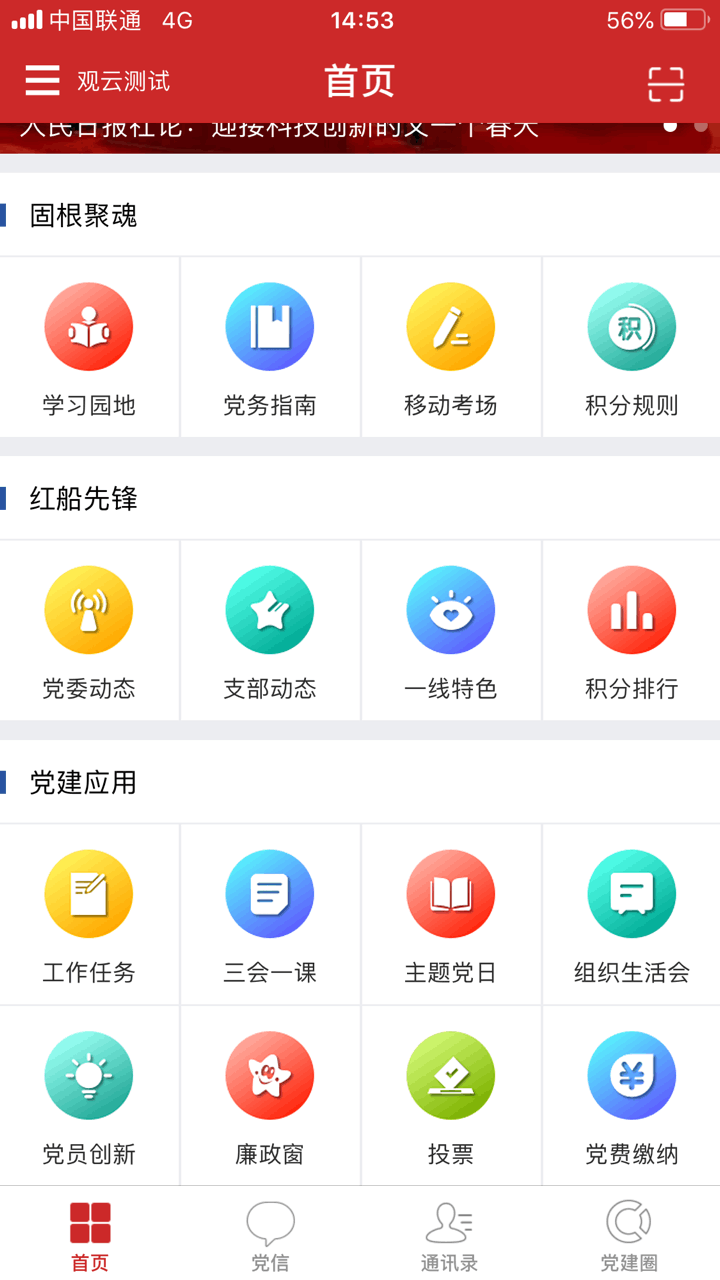 中国联通 4G 14:53 56%
观云测试 首页
人民日报社论：迎接科技创新的又一个春天
固根聚魂
学习园地 党务指南 移动考场 积
积分规则
红船先锋
党委动态 支部动态 一线特色 积分排行
党建应用
工作任务 三会一课 主题党日 组织生活会
¥
党员创新 廉政窗 投票 党费缴纳
首页 党信 通讯录 党建圈